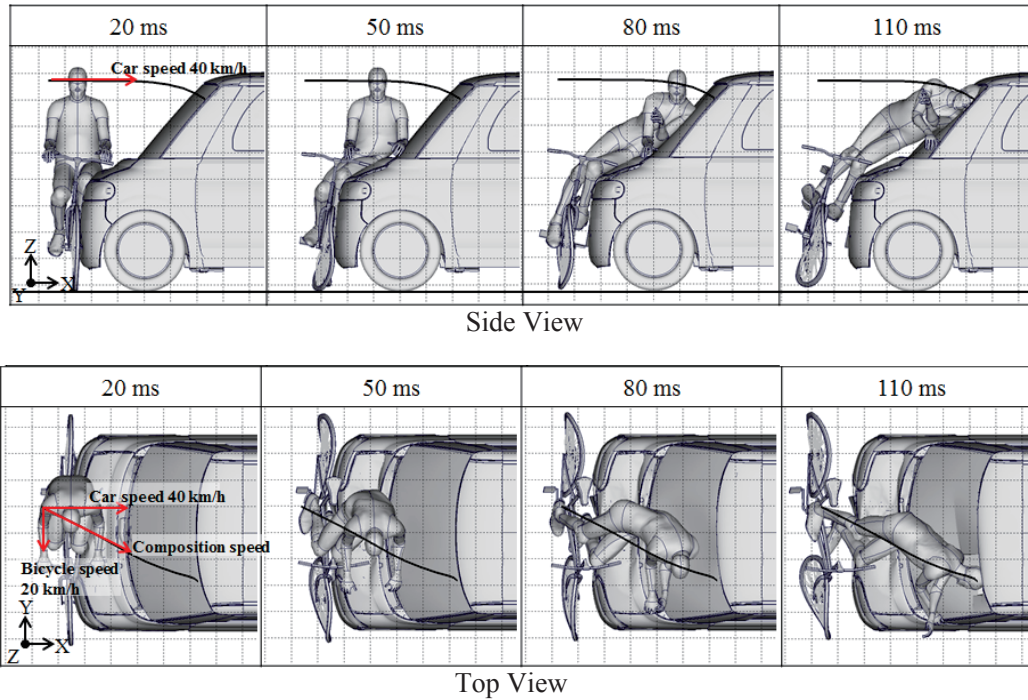 20 ms
50 ms
80 ms
110 ms
Car speed 40 km/h
Z
Y
X
Side View
20 ms
50 ms
80 ms
110 ms
Car speed 40 km/h
Composition speed
Bicycle speed
20 km/h
Y
Z
X
Top View